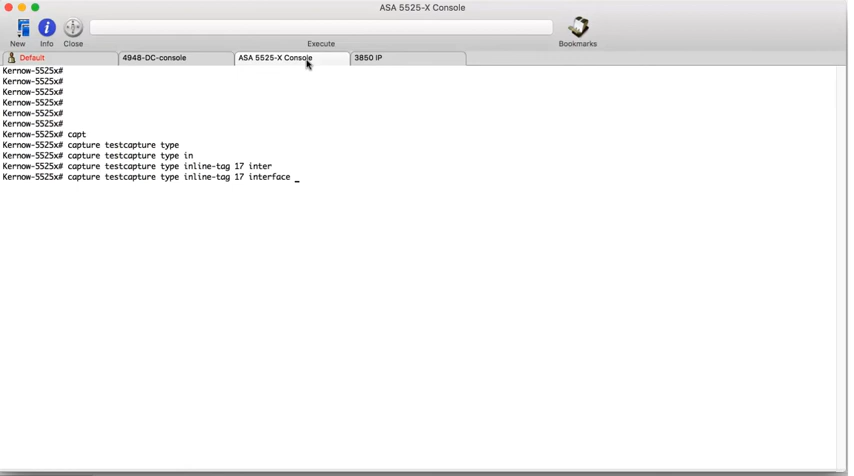 ASA 5525-X Console
New Info Close Execute Bookmarks
Default 4948-DC-console ASA 5525-X Console 3850 IP
Kernow-5525x#
Kernow-5525x#
Kernow-5525x#
Kernow-5525x#
Kernow-5525x#
Kernow-5525x#
Kernow-5525x# capt
Kernow-5525x# capture testcapture type
Kernow-5525x# capture testcapture type in
Kernow-5525x# capture testcapture type inline-tag 17 inter
Kernow-5525x# capture testcapture type inline-tag 17 interface _